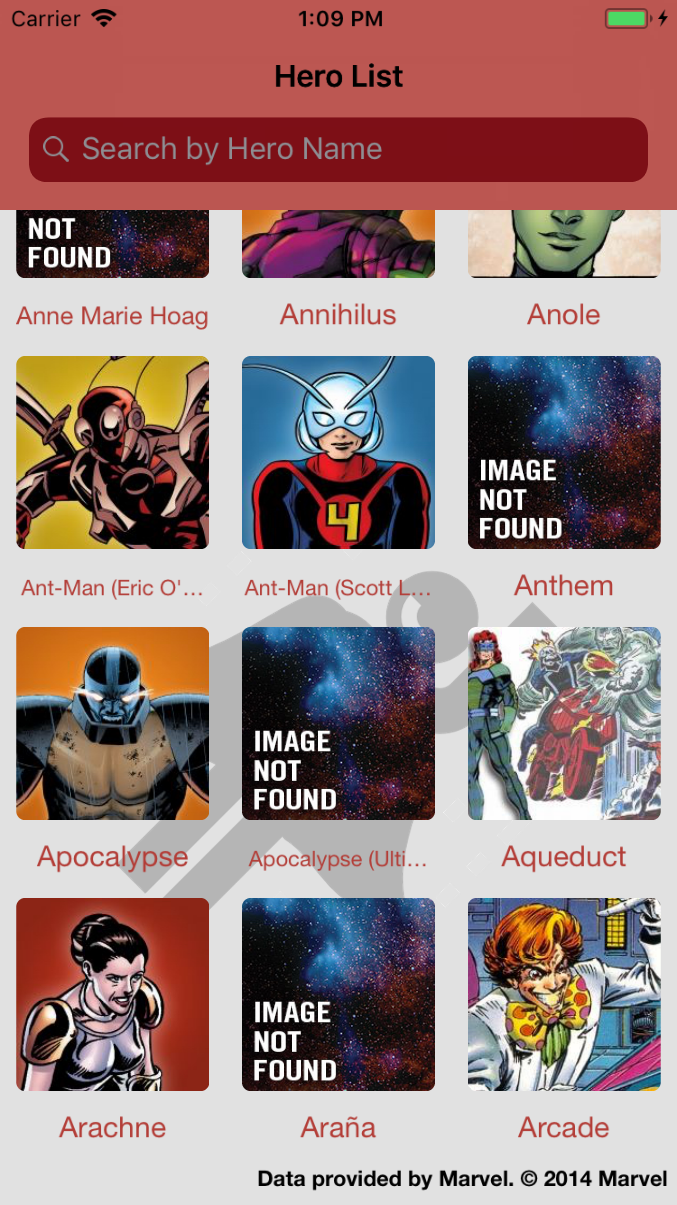 Carrier
1:09 PM
Hero List
Search by Hero Name
NOT
FOUND
Anne Marie Hoag
Annihilus
Anole
4
IMAGE
NOT
FOUND
Ant-Man (Eric O'...
Ant-Man (Scott L...
Anthem
IMAGE
NOT
FOUND
Apocalypse
Apocalypse (Ulti...
Aqueduct
IMAGE
NOT
FOUND
Arachne
Araña
Arcade
Data provided by Marvel. © 2014 Marvel